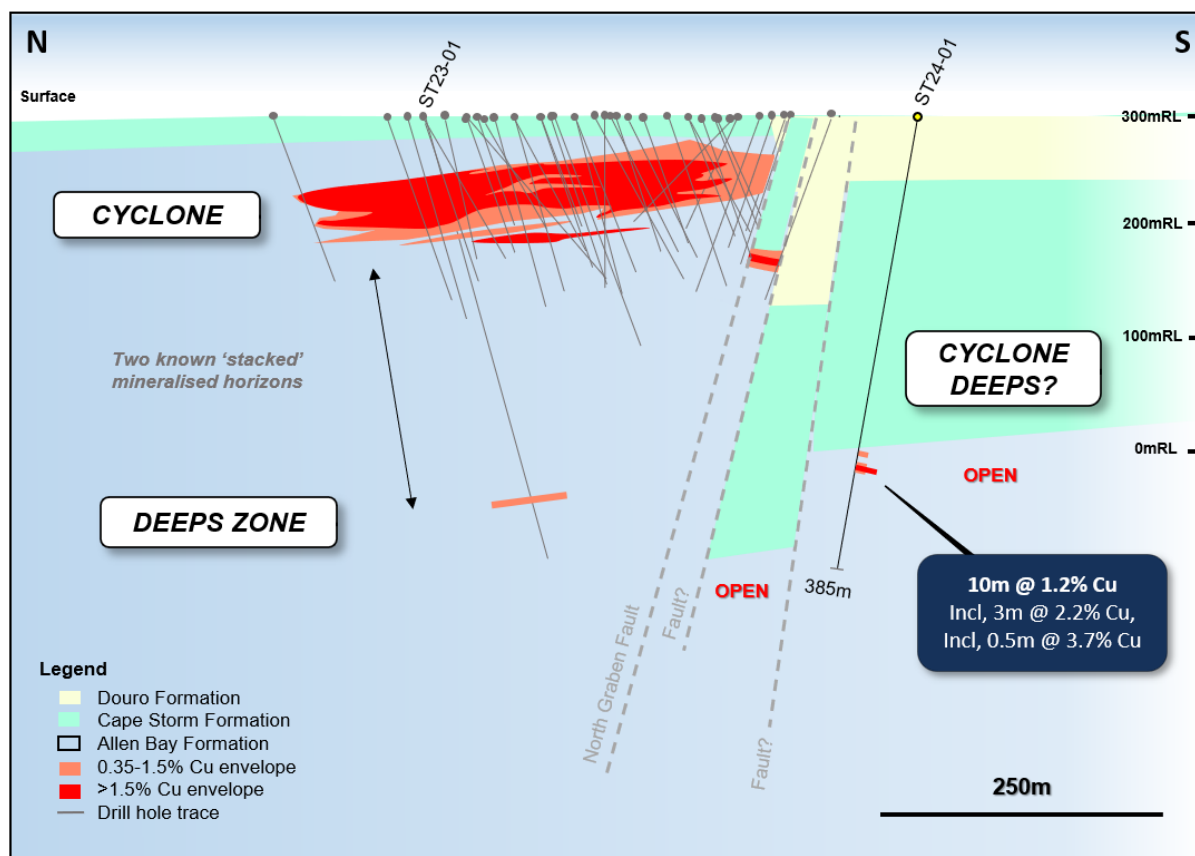 N
S
ST23-01
ST24-01
Surface
300mRL
CYCLONE
200mRL
Two known ‘stacked’
mineralised horizons
100mRL
CYCLONE
DEEPS?
0mRL
OPEN
DEEPS ZONE
385m
OPEN
10m @ 1.2% Cu
Incl, 3m @ 2.2% Cu,
Incl, 0.5m @ 3.7% Cu
North Graben Fault
Fault?
Fault?
Legend
Douro Formation
Cape Storm Formation
Allen Bay Formation
0.35-1.5% Cu envelope
>1.5% Cu envelope
Drill hole trace
250m